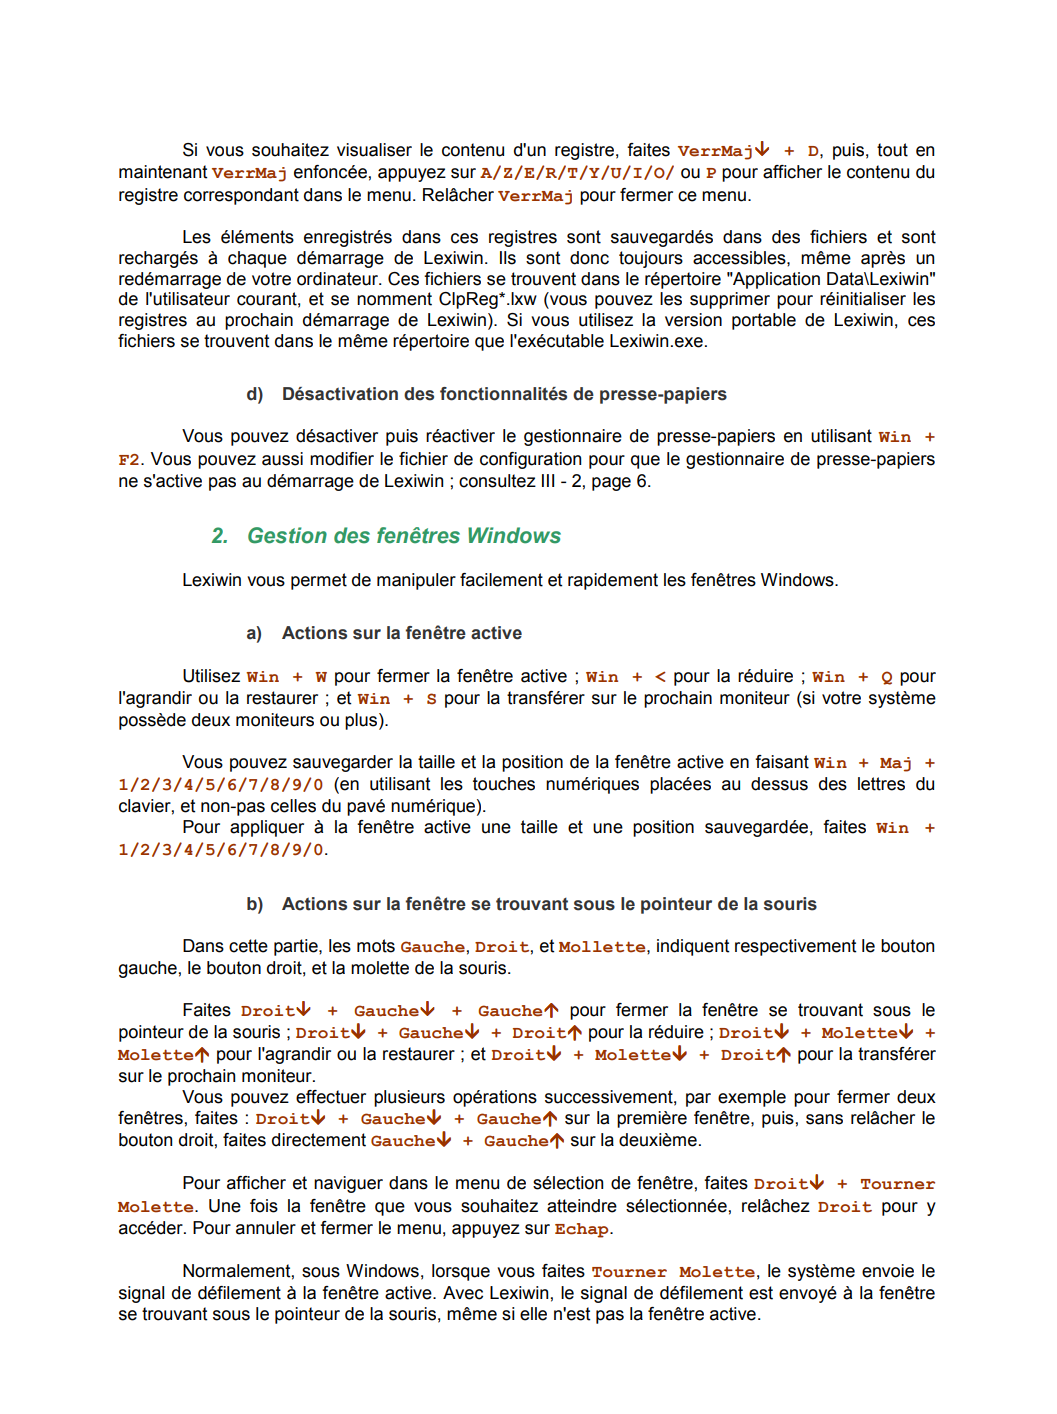 Si vous souhaitez visualiser le contenu d'un registre, faites VerrMaj🡻 + D, puis, tout en
maintenant VerrMaj enfoncée, appuyez sur A/Z/E/R/T/Y/U/I/O/ ou P pour afficher le contenu du
registre correspondant dans le menu. Relâcher VerrMaj pour fermer ce menu.
Les éléments enregistrés dans ces registres sont sauvegardés dans des fichiers et sont
rechargés à chaque démarrage de Lexiwin. Ils sont donc toujours accessibles, même après un
redémarrage de votre ordinateur. Ces fichiers se trouvent dans le répertoire "Application Data\Lexiwin"
de l'utilisateur courant, et se nomment ClpReg*.lxw (vous pouvez les supprimer pour réinitialiser les
registres au prochain démarrage de Lexiwin). Si vous utilisez la version portable de Lexiwin, ces
fichiers se trouvent dans le même répertoire que l'exécutable Lexiwin.exe.
d) Désactivation des fonctionnalités de presse-papiers
Vous pouvez désactiver puis réactiver le gestionnaire de presse-papiers en utilisant Win +
F2. Vous pouvez aussi modifier le fichier de configuration pour que le gestionnaire de presse-papiers
ne s'active pas au démarrage de Lexiwin ; consultez III - 2, page 6.
2. Gestion des fenêtres Windows
Lexiwin vous permet de manipuler facilement et rapidement les fenêtres Windows.
a) Actions sur la fenêtre active
Utilisez Win + W pour fermer la fenêtre active ; Win + < pour la réduire ; Win + Q pour
l'agrandir ou la restaurer ; et Win + S pour la transférer sur le prochain moniteur (si votre système
possède deux moniteurs ou plus).
Vous pouvez sauvegarder la taille et la position de la fenêtre active en faisant Win + Maj +
1/2/3/4/5/6/7/8/9/0 (en utilisant les touches numériques placées au dessus des lettres du
clavier, et non-pas celles du pavé numérique).
Pour appliquer à la fenêtre active une taille et une position sauvegardée, faites Win +
1/2/3/4/5/6/7/8/9/0.
b) Actions sur la fenêtre se trouvant sous le pointeur de la souris
Dans cette partie, les mots Gauche, Droit, et Mollette, indiquent respectivement le bouton
gauche, le bouton droit, et la molette de la souris.
Faites Droit🡻 + Gauche🡻 + Gauche🡹 pour fermer la fenêtre se trouvant sous le
pointeur de la souris ; Droit🡻 + Gauche🡻 + Droit🡹 pour la réduire ; Droit🡻 + Molette🡻 +
Molette🡹 pour l'agrandir ou la restaurer ; et Droit🡻 + Molette🡻 + Droit🡹 pour la transférer
sur le prochain moniteur.
Vous pouvez effectuer plusieurs opérations successivement, par exemple pour fermer deux
fenêtres, faites : Droit🡻 + Gauche🡻 + Gauche🡹 sur la première fenêtre, puis, sans relâcher le
bouton droit, faites directement Gauche🡻 + Gauche🡹 sur la deuxième.
Pour afficher et naviguer dans le menu de sélection de fenêtre, faites Droit🡻 + Tourner
Molette. Une fois la fenêtre que vous souhaitez atteindre sélectionnée, relâchez Droit pour y
accéder. Pour annuler et fermer le menu, appuyez sur Echap.
Normalement, sous Windows, lorsque vous faites Tourner Molette, le système envoie le
signal de défilement à la fenêtre active. Avec Lexiwin, le signal de défilement est envoyé à la fenêtre
se trouvant sous le pointeur de la souris, même si elle n'est pas la fenêtre active.